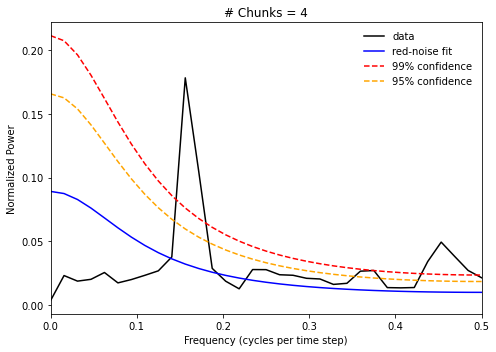 # Chunks = 4
data
red-noise fit
99% confidence
95% confidence
Normalized Power
0.20
0.15
0.10
0.05
0.00
0.0 0.1 0.2 0.3 0.4 0.5
Frequency (cycles per time step)